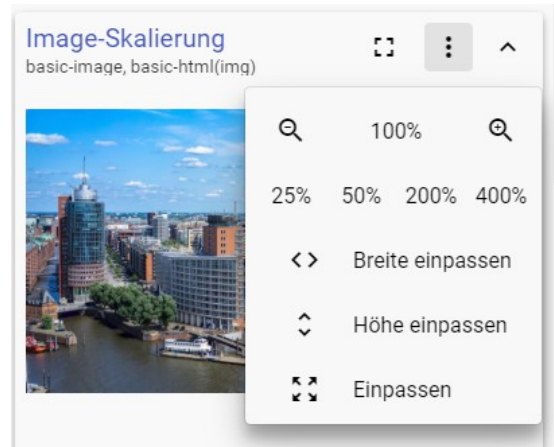 Image-Skalierung
basic-image, basic-html(img)
100%
25% 50% 200% 400%
Breite einpassen
Höhe einpassen
Einpassen